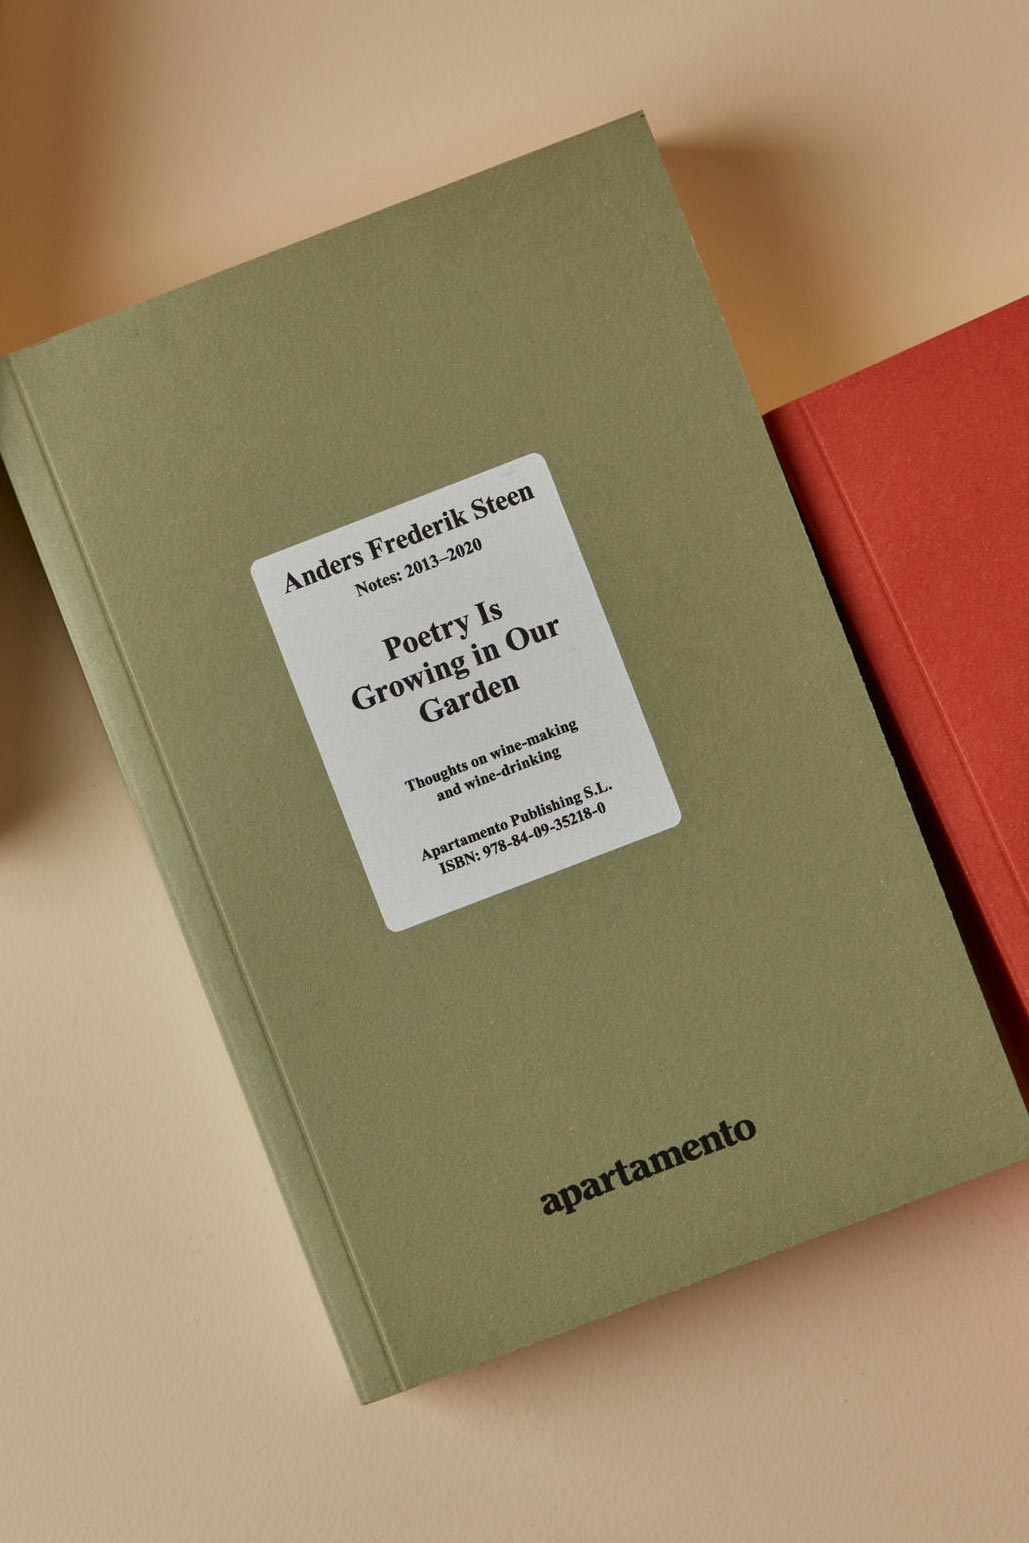 Anders Frederik Steen
Notes: 2013–2020
Poetry Is
Growing in Our
Garden
Thoughts on wine-making
and wine-drinking
Apartamento Publishing S.L.
ISBN: 978-84-09-35218-0
apartamento